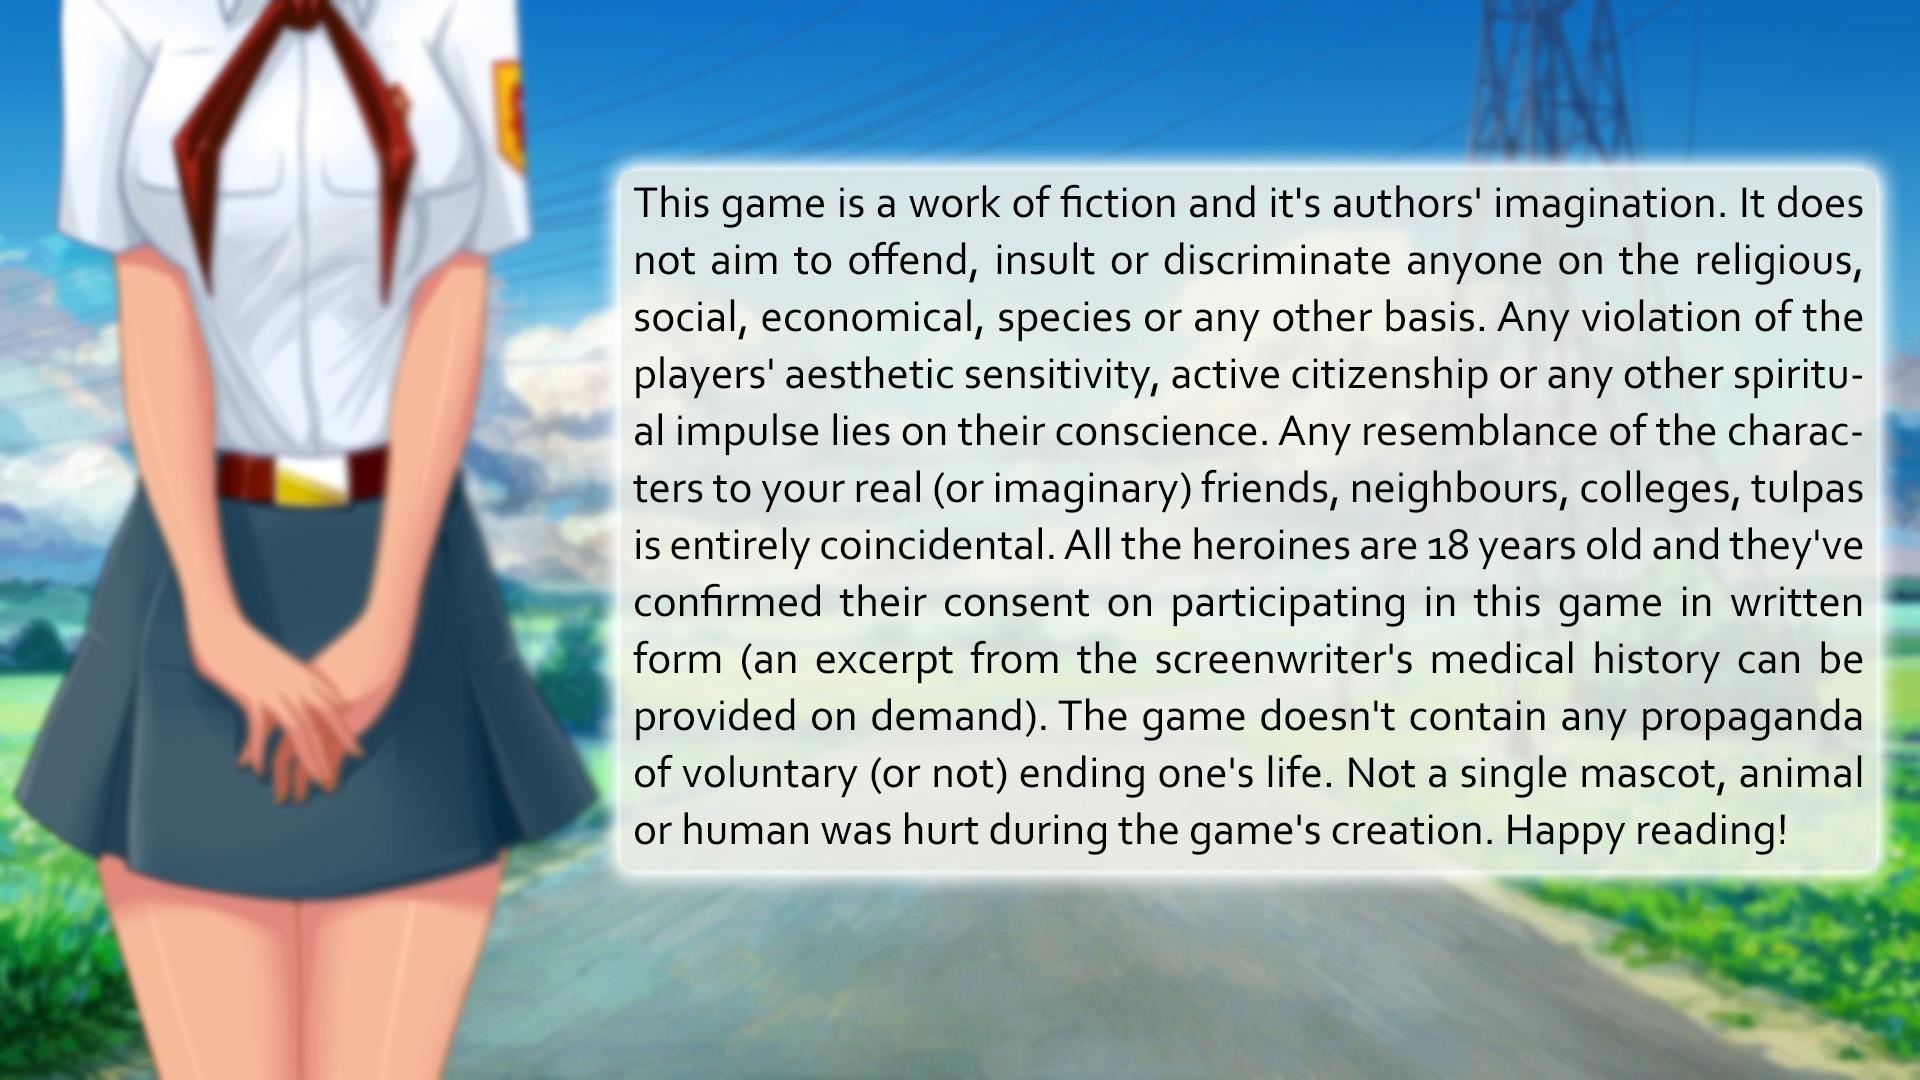 This game is a work of fiction and it's authors' imagination. It does
not aim to offend, insult or discriminate anyone on the religious,
social, economical, species or any other basis. Any violation of the
players' aesthetic sensitivity, active citizenship or any other spiritu-
al impulse lies on their conscience. Any resemblance of the charac-
ters to your real (or imaginary) friends, neighbours, colleges, tulpas
is entirely coincidental. All the heroines are 18 years old and they've
confirmed their consent on participating in this game in written
form (an excerpt from the screenwriter's medical history can be
provided on demand). The game doesn't contain any propaganda
of voluntary (or not) ending one's life. Not a single mascot, animal
or human was hurt during the game's creation. Happy reading!